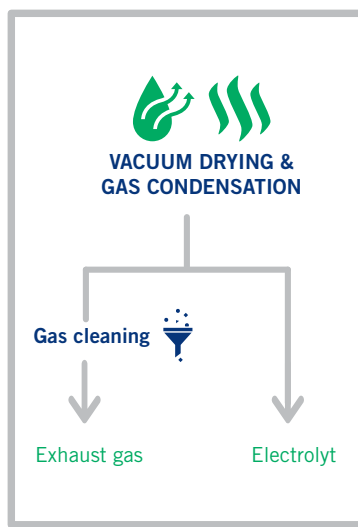 VACUUM DRYING &
GAS CONDENSATION
Gas cleaning
Exhaust gas
Electrolyt